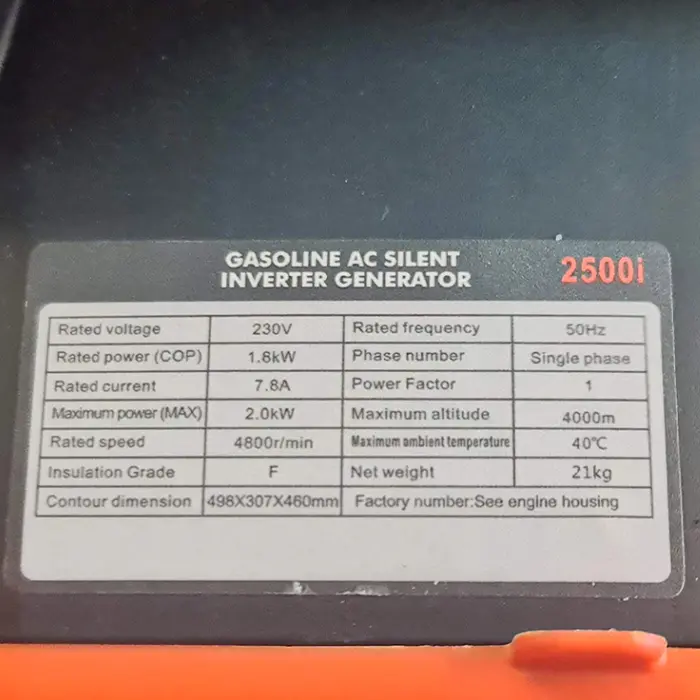 GASOLINE AC SILENT
INVERTER GENERATOR
2500i
Rated voltage 230V Rated frequency 50Hz
Rated power (COP) 1.8kW Phase number Single phase
Rated current 7.8A Power Factor 1
Maximum power (MAX) 2.0kW Maximum altitude 4000m
Rated speed 4800r/min Maximum ambient temperature 40℃
Insulation Grade F Net weight 21kg
Contour dimension 498X307X460mm Factory number:See engine housing